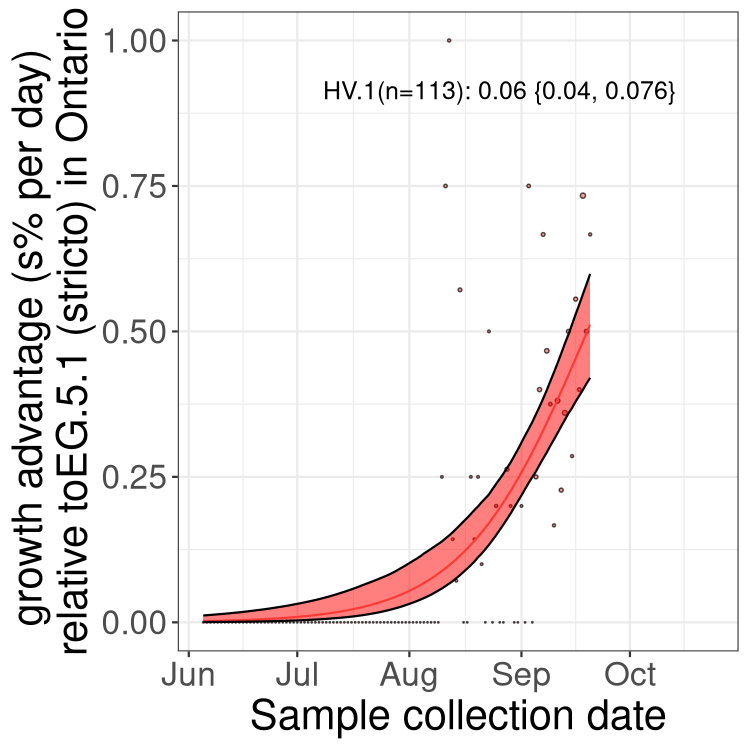 growth advantage (s% per day)
relative toEG.5.1 (stricto) in Ontario
1.00
0.75
0.50
0.25
0.00
HV.1(n=113): 0.06 {0.04, 0.076}
Jun Jul Aug Sep Oct
Sample collection date